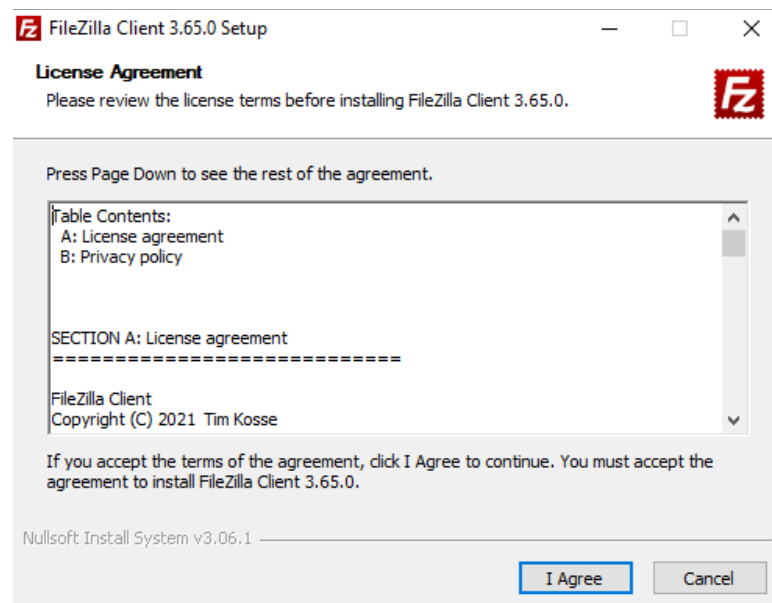 FileZilla Client 3.65.0 Setup
License Agreement
Please review the license terms before installing FileZilla Client 3.65.0.
Press Page Down to see the rest of the agreement.
Table Contents:
A: License agreement
B: Privacy policy
SECTION A: License agreement
============================
FileZilla Client
Copyright (C) 2021 Tim Kosse
If you accept the terms of the agreement, click I Agree to continue. You must accept the
agreement to install FileZilla Client 3.65.0.
Nullsoft Install System v3.06.1
I Agree
Cancel